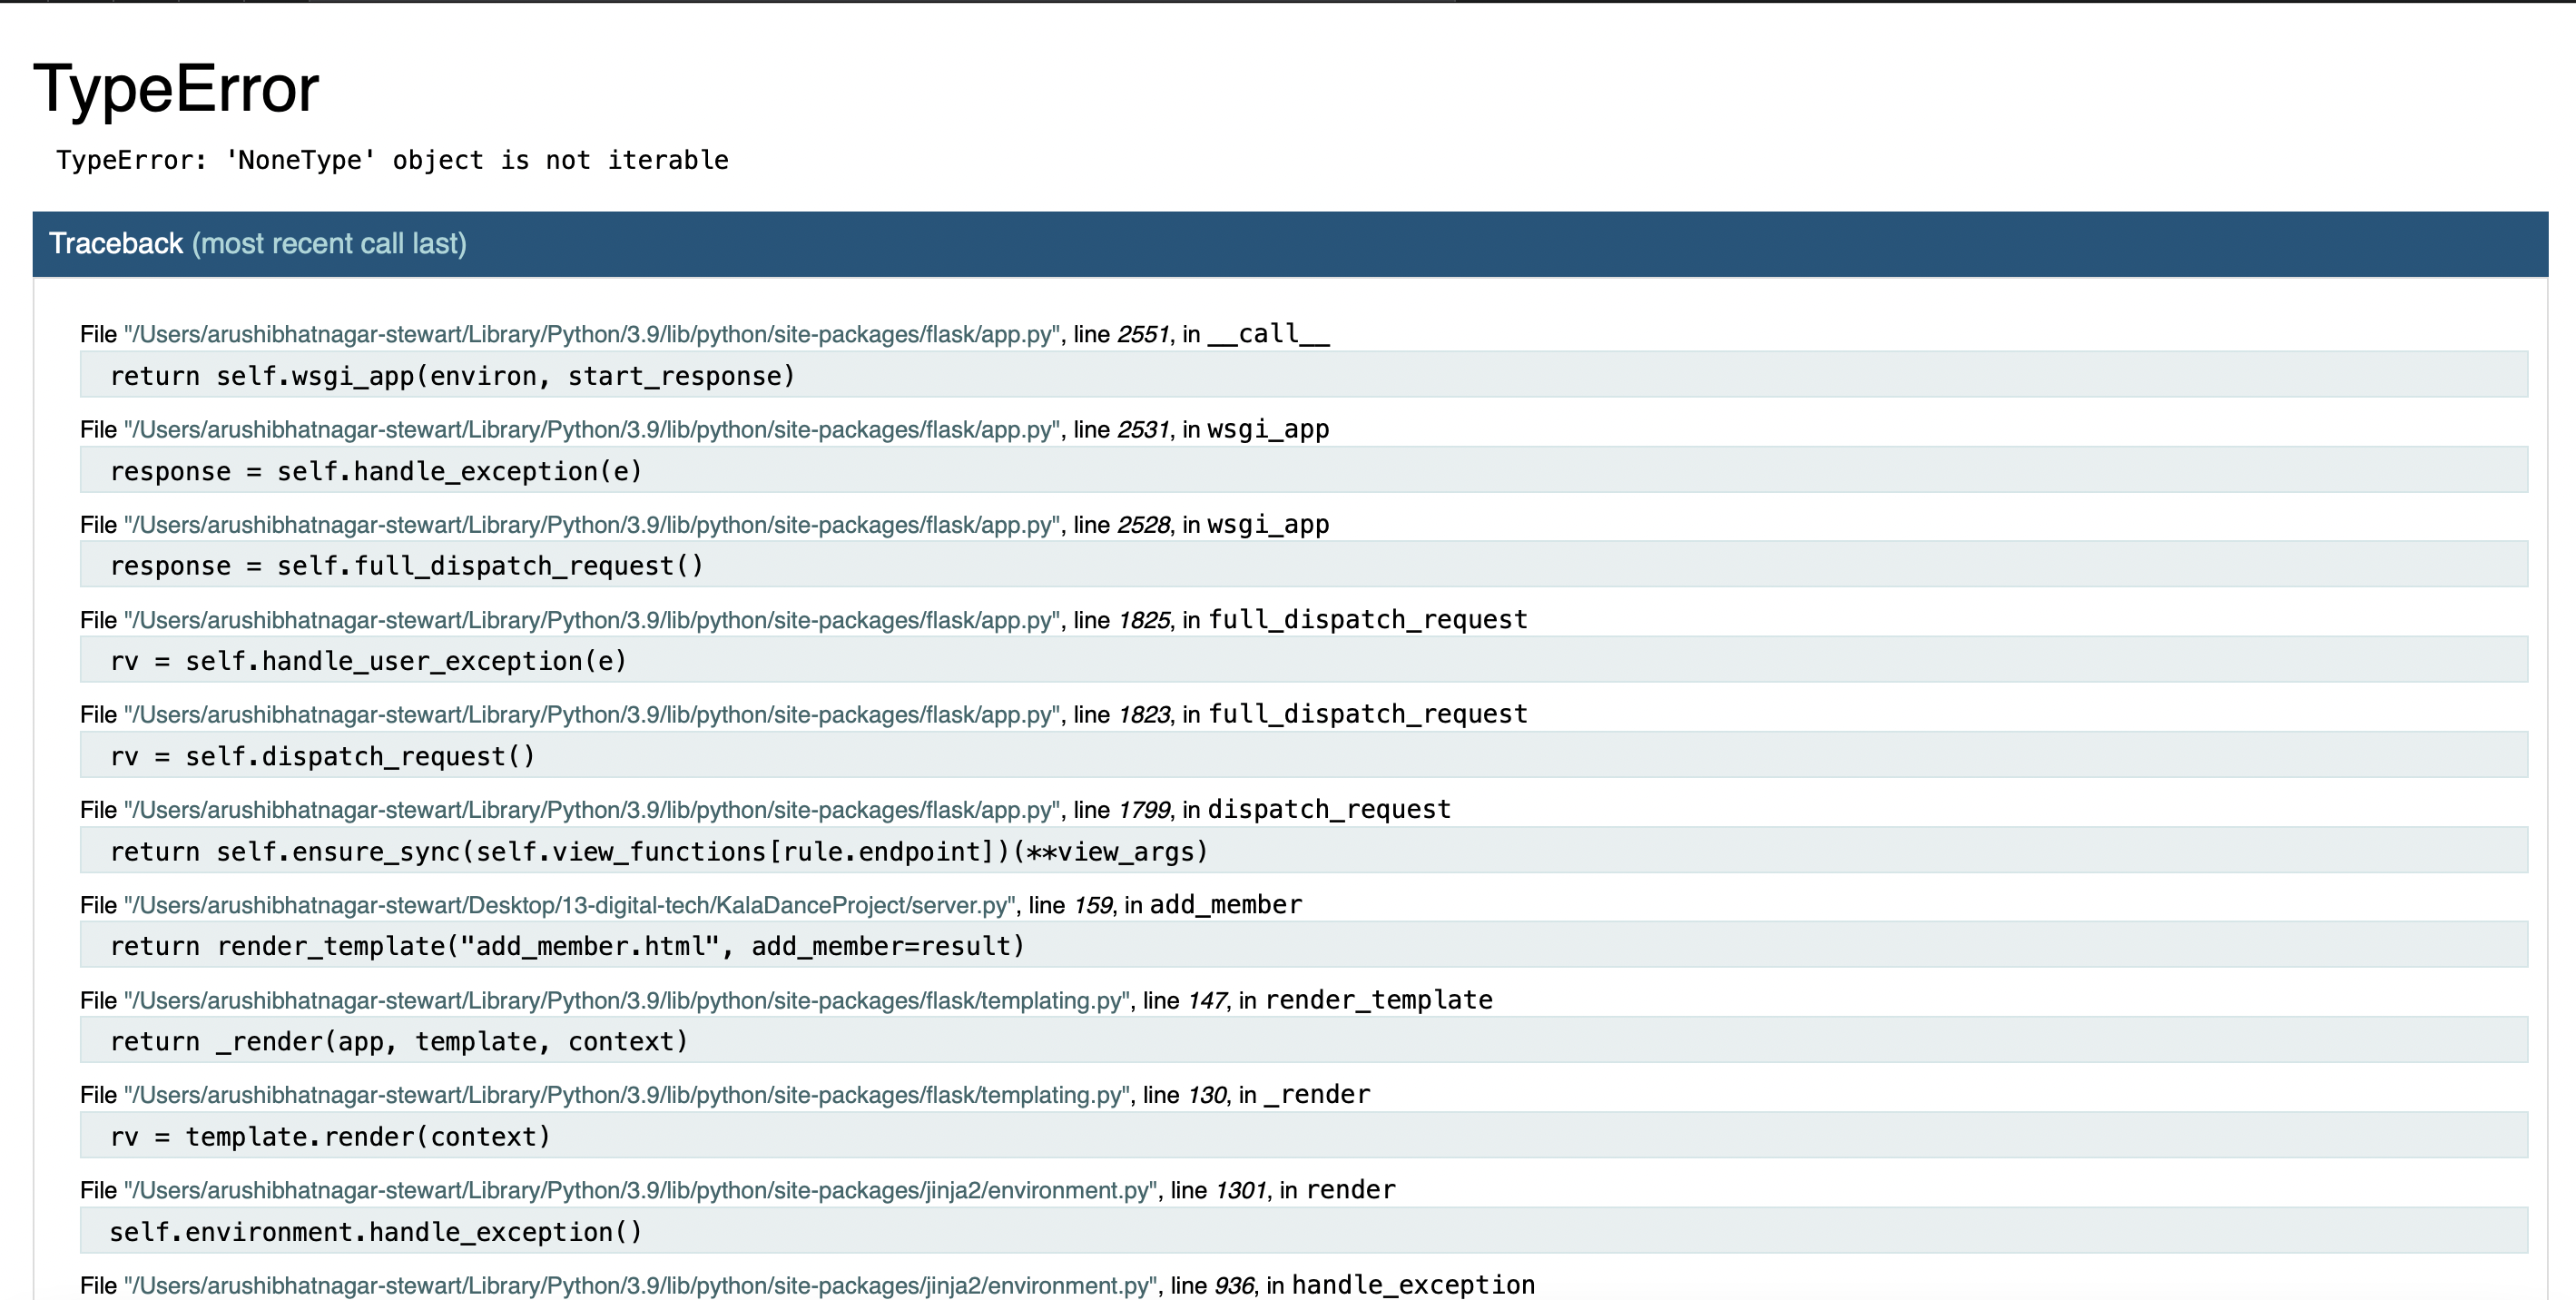 TypeError
TypeError: 'NoneType' object is not iterable
Traceback (most recent call last)
File "/Users/arushibhatnagar-stewart/Library/Python/3.9/lib/python/site-packages/flask/app.py", line 2551, in __call__
return self.wsgi_app(environ, start_response)
File "/Users/arushibhatnagar-stewart/Library/Python/3.9/lib/python/site-packages/flask/app.py", line 2531, in wsgi_app
response = self.handle_exception(e)
File "/Users/arushibhatnagar-stewart/Library/Python/3.9/lib/python/site-packages/flask/app.py", line 2528, in wsgi_app
response = self.full_dispatch_request()
File "/Users/arushibhatnagar-stewart/Library/Python/3.9/lib/python/site-packages/flask/app.py", line 1825, in full_dispatch_request
rv = self.handle_user_exception(e)
File "/Users/arushibhatnagar-stewart/Library/Python/3.9/lib/python/site-packages/flask/app.py", line 1823, in full_dispatch_request
rv = self.dispatch_request()
File "/Users/arushibhatnagar-stewart/Library/Python/3.9/lib/python/site-packages/flask/app.py", line 1799, in dispatch_request
return self.ensure_sync(self.view_functions[rule.endpoint])(**view_args)
File "/Users/arushibhatnagar-stewart/Desktop/13-digital-tech/KalaDanceProject/server.py", line 159, in add_member
return render_template("add_member.html", add_member=result)
File "/Users/arushibhatnagar-stewart/Library/Python/3.9/lib/python/site-packages/flask/templating.py", line 147, in render_template
return _render(app, template, context)
File "/Users/arushibhatnagar-stewart/Library/Python/3.9/lib/python/site-packages/flask/templating.py", line 130, in _render
rv = template.render(context)
File "/Users/arushibhatnagar-stewart/Library/Python/3.9/lib/python/site-packages/jinja2/environment.py", line 1301, in render
self.environment.handle_exception()
File "/Users/arushibhatnagar-stewart/Library/Python/3.9/lib/python/site-packages/jinja2/environment.py", line 936, in handle_exception